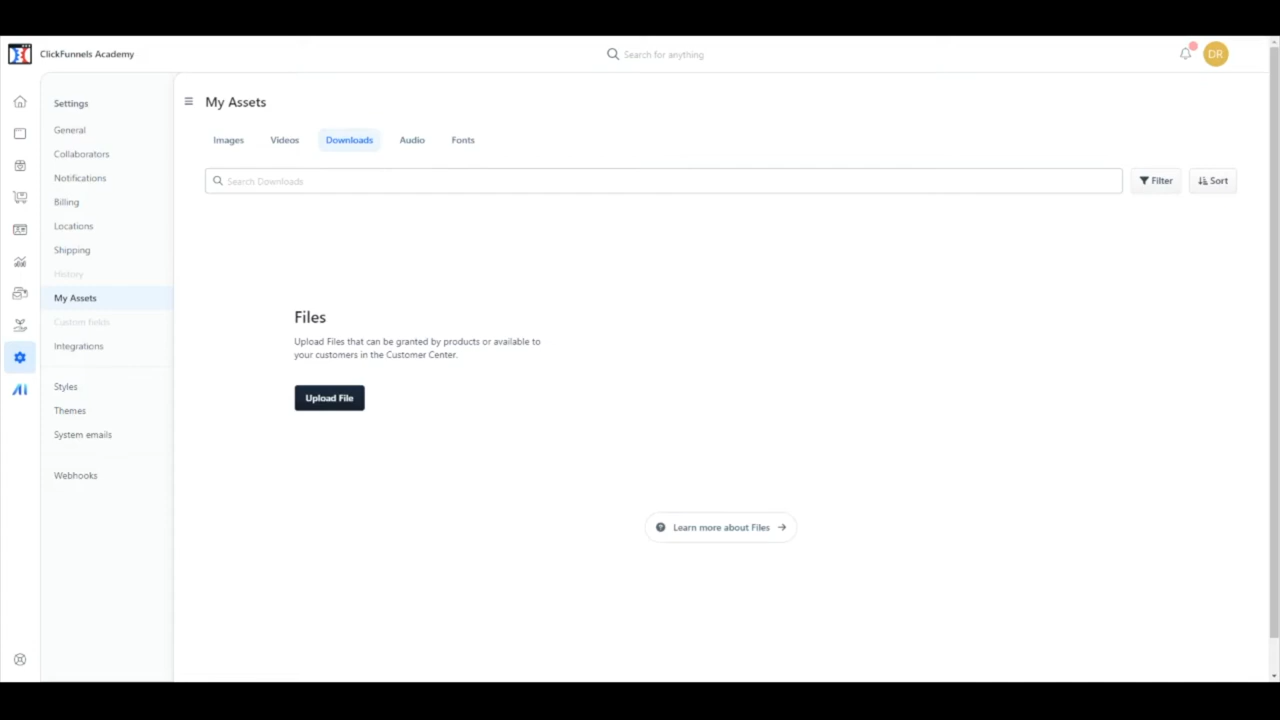 ClickFunnels Academy
Search for anything
DR
Settings
General
Collaborators
Notifications
Billing
Locations
Shipping
History
My Assets
Custom fields
Integrations
Styles
Themes
System emails
Webhooks
AI
My Assets
Images Videos Downloads Audio Fonts
Search Downloads
Filter
Sort
Files
Upload Files that can be granted by products or available to
your customers in the Customer Center.
Upload File
Learn more about Files →